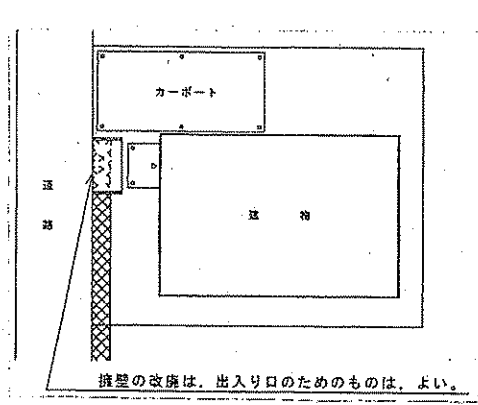 カーポート
道路
建物
擁壁の改廃は、出入り口のためのものは、よい。